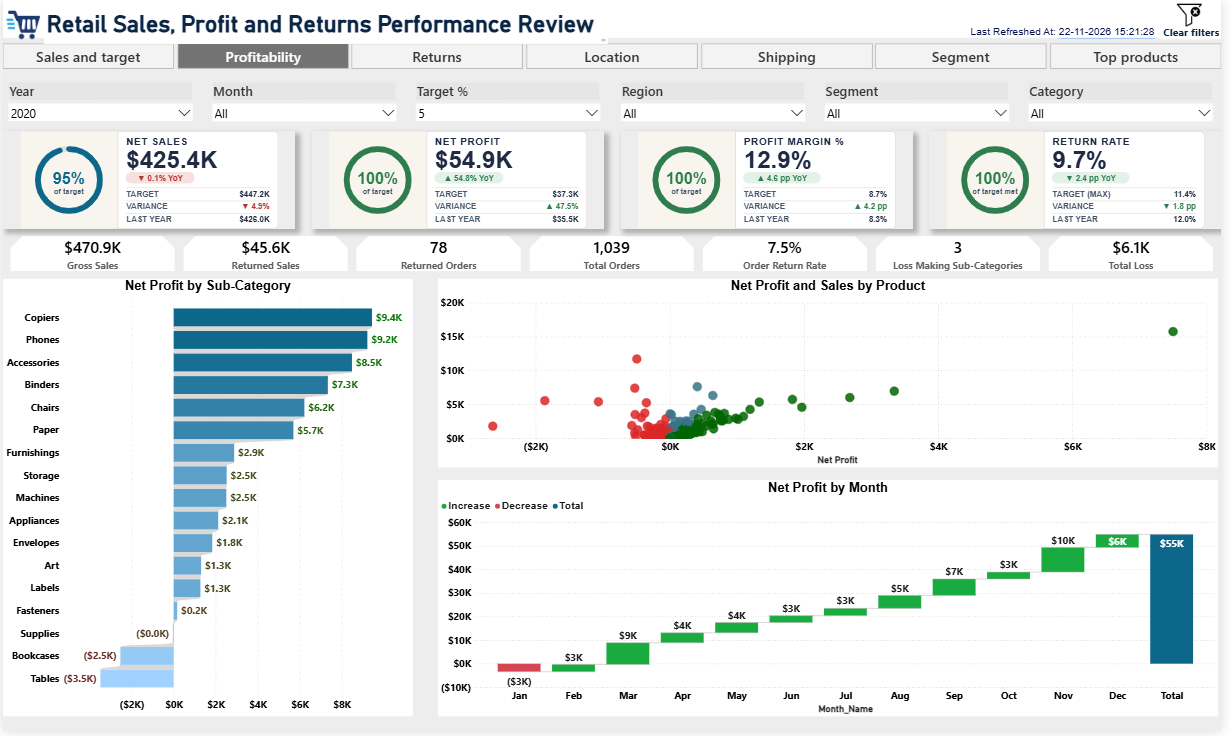 Retail Sales, Profit and Returns Performance Review
Last Refreshed At: 22-11-2026 15:21:28 Clear filters
Sales and target Profitability Returns Location Shipping Segment Top products
Year Month Target % Region Segment Category
2020 All 5 All All All
95%
of target
NET SALES
$425.4K
▼ 0.1% YoY
TARGET $447.2K
VARIANCE ▼ 4.9%
LAST YEAR $426.0K
100%
of target
NET PROFIT
$54.9K
▲ 54.8% YoY
TARGET $37.3K
VARIANCE ▲ 47.5%
LAST YEAR $35.5K
100%
of target
PROFIT MARGIN %
12.9%
▲ 4.6 pp YoY
TARGET 8.7%
VARIANCE ▲ 4.2 pp
LAST YEAR 8.3%
100%
of target met
RETURN RATE
9.7%
▼ 2.4 pp YoY
TARGET (MAX) 11.4%
VARIANCE ▼ 1.8 pp
LAST YEAR 12.0%
$470.9K $45.6K 78 1,039 7.5% 3 $6.1K
Gross Sales Returned Sales Returned Orders Total Orders Order Return Rate Loss Making Sub-Categories Total Loss
Net Profit by Sub-Category
Copiers $9.4K
Phones $9.2K
Accessories $8.5K
Binders $7.3K
Chairs $6.2K
Paper $5.7K
Furnishings $2.9K
Storage $2.5K
Machines $2.5K
Appliances $2.1K
Envelopes $1.8K
Art $1.3K
Labels $1.3K
Fasteners $0.2K
Supplies ($0.0K)
Bookcases ($2.5K)
Tables ($3.5K)
($2K) $0K $2K $4K $6K $8K
Net Profit and Sales by Product
$20K
$15K
$10K
$5K
$0K
($2K) $0K $2K $4K $6K $8K
Net Profit
Net Profit by Month
Increase Decrease Total
$60K
$50K
$40K
$30K
$20K
$10K
$0K
($10K)
($3K) $3K $9K $4K $4K $3K $3K $5K $7K $3K $10K $6K $55K
Jan Feb Mar Apr May Jun Jul Aug Sep Oct Nov Dec Total
Month_Name